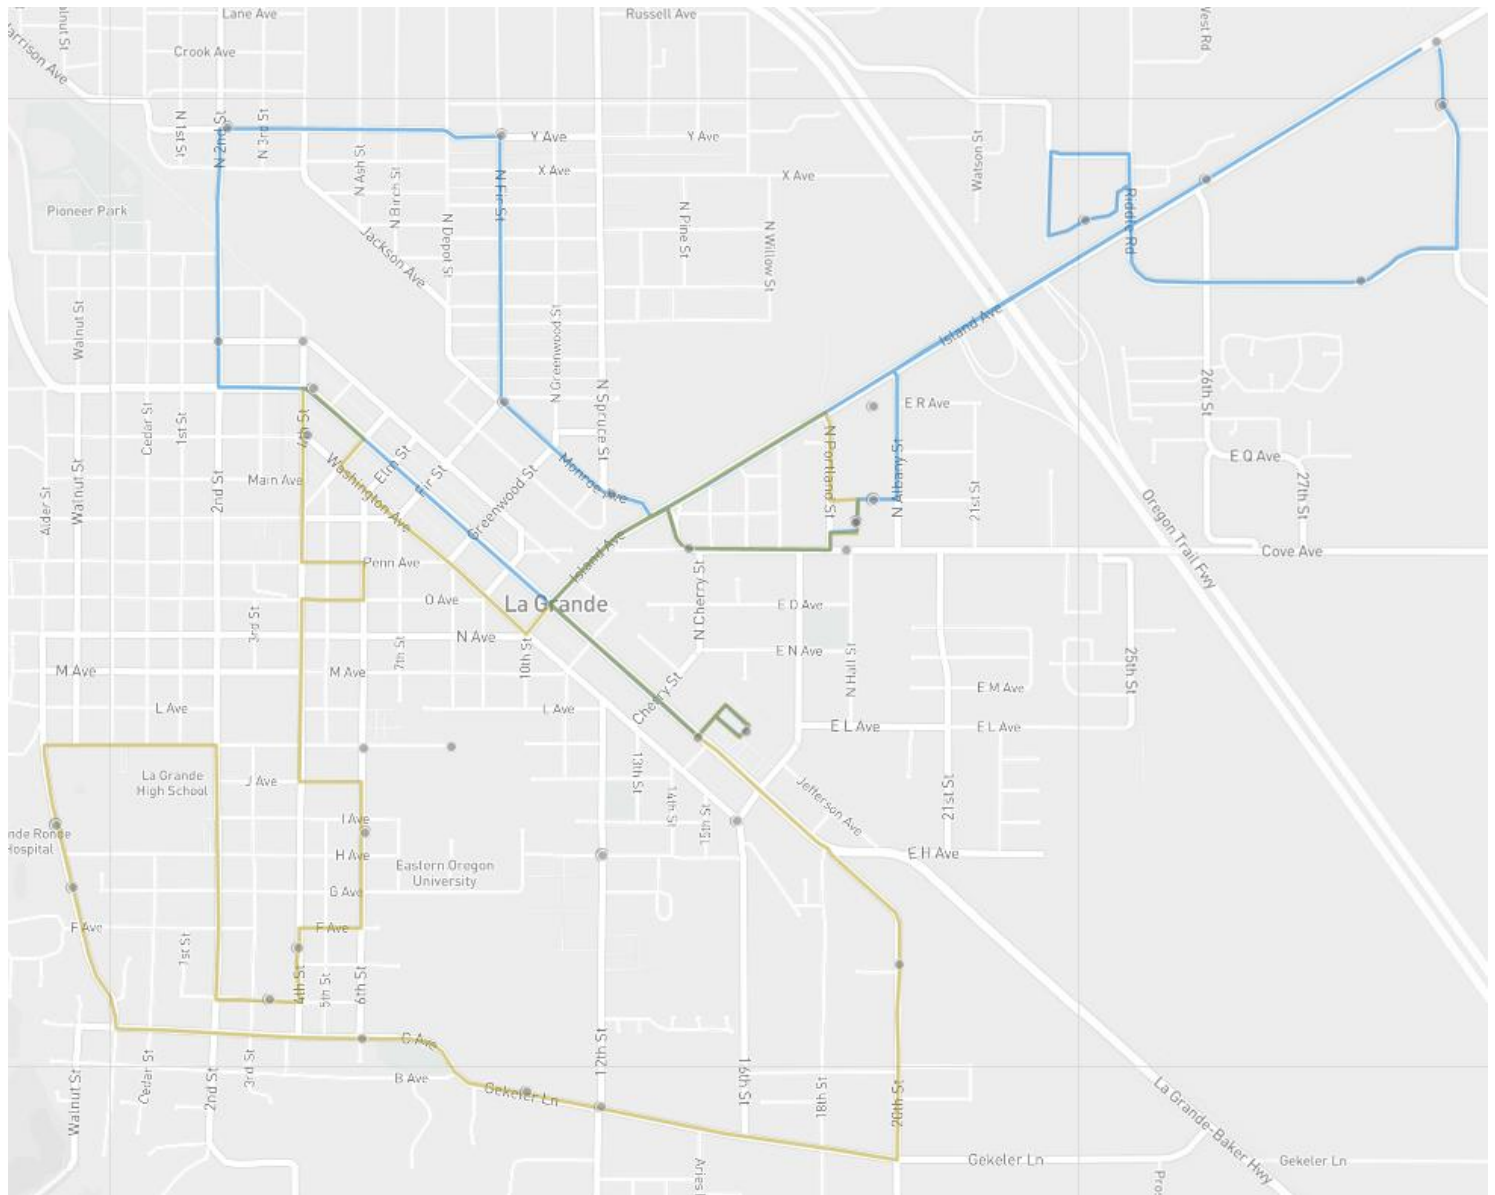 Lane Ave
Russell Ave
Crook Ave
N 1st St
N 2nd St
N 3rd St
Y Ave
Y Ave
N Ash St
N Birch St
X Ave
X Ave
Watson St
N Fir St
Pioneer Park
Jackson Ave
N Depot St
N Pine St
N Willow St
Riddle Rd
Walnut St
N Greenwood St
Island Ave
N Spruce St
26th St
E R Ave
Cedar St
1st St
4th St
Elm St
Fir St
N Portland St
N Albany St
E Q Ave
27th St
Main Ave
Washington Ave
Greenwood St
Monroe Ave
2nd St
Walnut St
Alder St
21st St
Oregon Trail Fwy
Cove Ave
Penn Ave
Island Ave
N Cherry St
O Ave
La Grande
E D Ave
3rd St
N Ave
7th St
10th St
E N Ave
N Hall St
25th St
M Ave
M Ave
Cherry St
E M Ave
L Ave
L Ave
E L Ave
E L Ave
La Grande
High School
J Ave
13th St
14th St
15th St
Jefferson Ave
21st St
I Ave
Hospital
H Ave
E H Ave
Eastern Oregon
University
G Ave
F Ave
F Ave
1st St
4th St
5th St
6th St
C Ave
12th St
16th St
18th St
20th St
Walnut St
Cedar St
2nd St
3rd St
B Ave
Gekeler Ln
La Grande-Baker Hwy
Gekeler Ln
Gekeler Ln